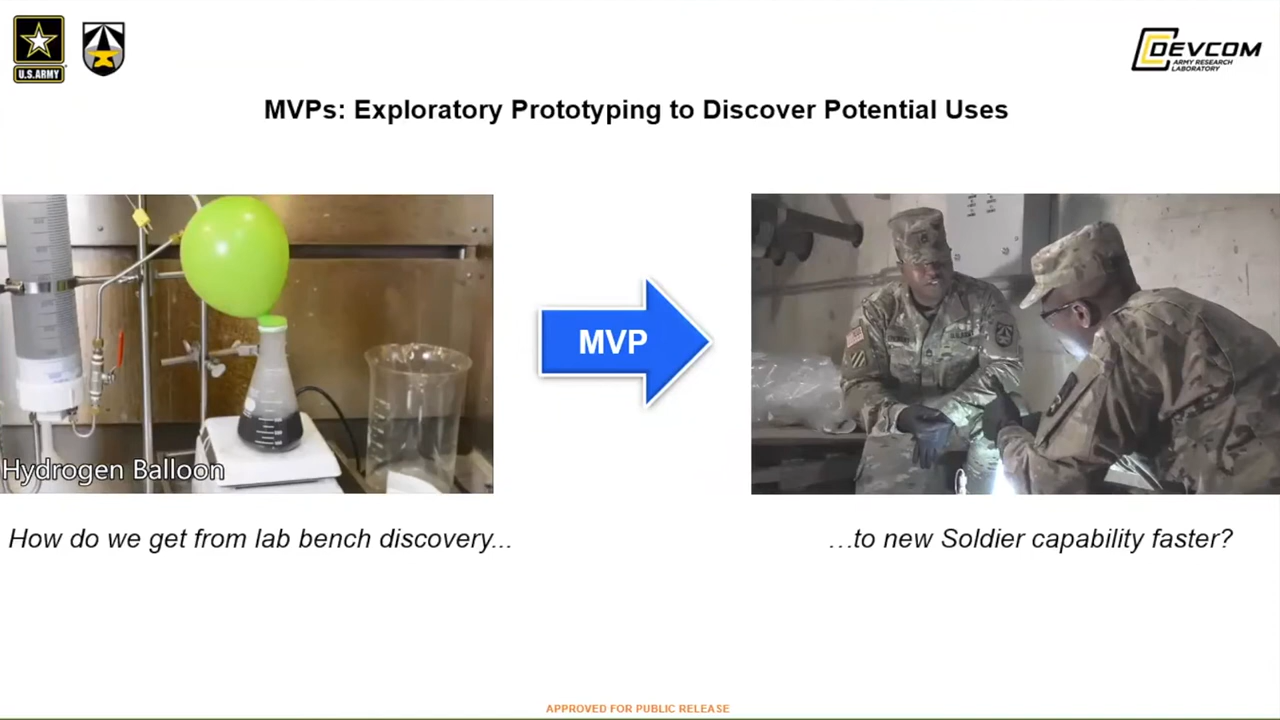 U.S.ARMY
DEVCOM
ARMY RESEARCH
LABORATORY
MVPs: Exploratory Prototyping to Discover Potential Uses
Hydrogen Balloon
MVP
How do we get from lab bench discovery...
…to new Soldier capability faster?
APPROVED FOR PUBLIC RELEASE